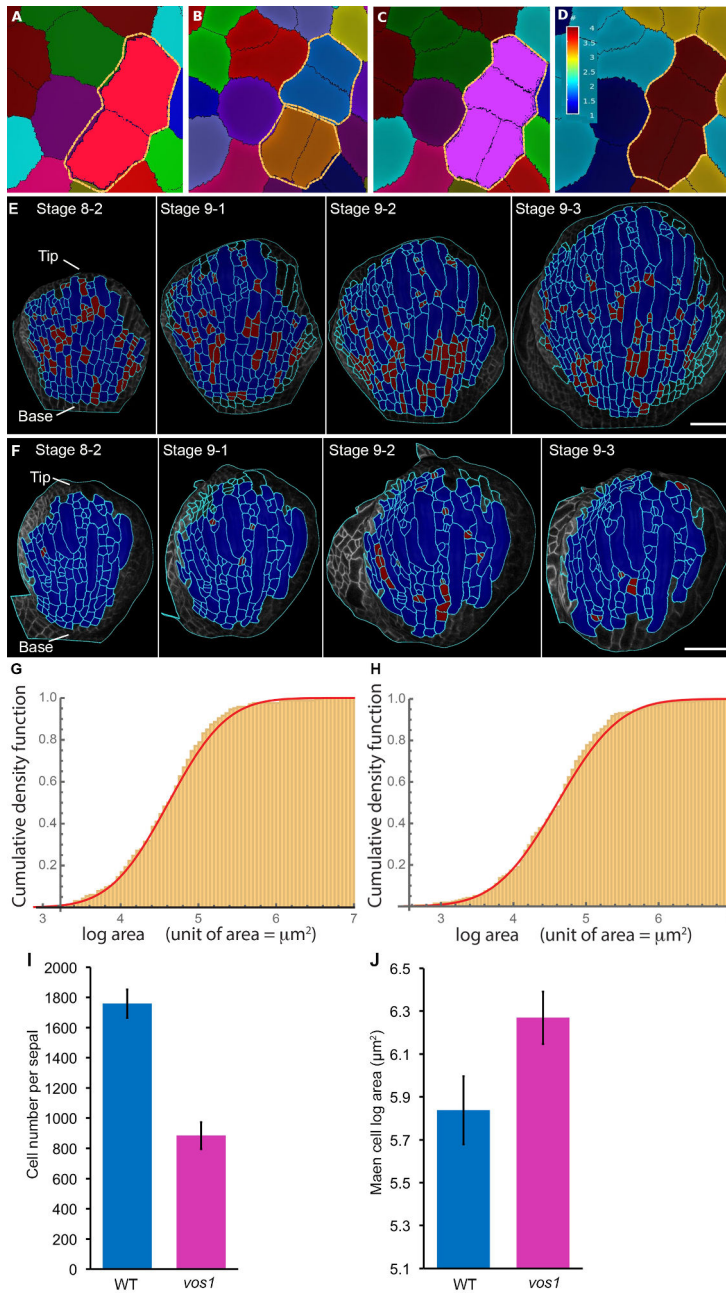 A B C D
#
4
3.5
3
2.5
2
1.5
1
E Stage 8-2 Stage 9-1 Stage 9-2 Stage 9-3
Tip
Base
F Stage 8-2 Stage 9-1 Stage 9-2 Stage 9-3
Tip
Base
G
Cumulative density function
1.0
0.8
0.6
0.4
0.2
3 4 5 6 7
log area (unit of area = μm²)
H
Cumulative density function
1.0
0.8
0.6
0.4
0.2
3 4 5 6
log area (unit of area = μm²)
I
Cell number per sepal
2000
1800
1600
1400
1200
1000
800
600
400
200
0
WT vos1
J
Maen cell log area (μm²)
6.5
6.3
6.1
5.9
5.7
5.5
5.3
5.1
WT vos1